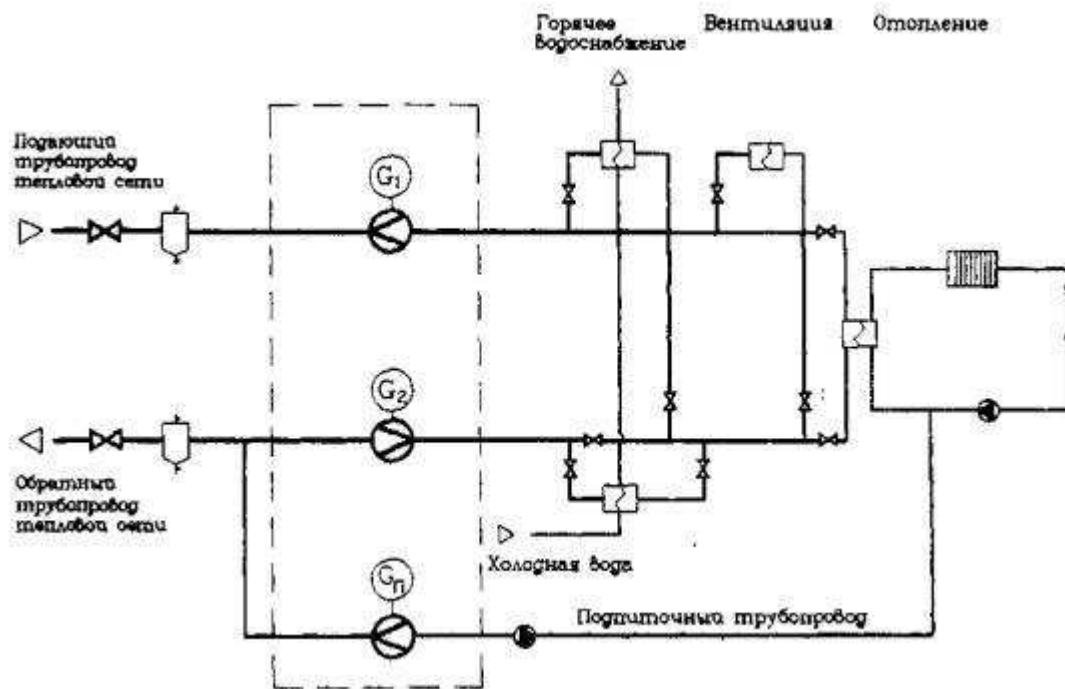 Горячее
водоснабжение
Вентиляция
Отопление
Подающий
трубопровод
тепловой сети
G₁
G₂
Обратный
трубопровод
тепловой сети
Холодная вода
Gп
Подпиточный трубопровод